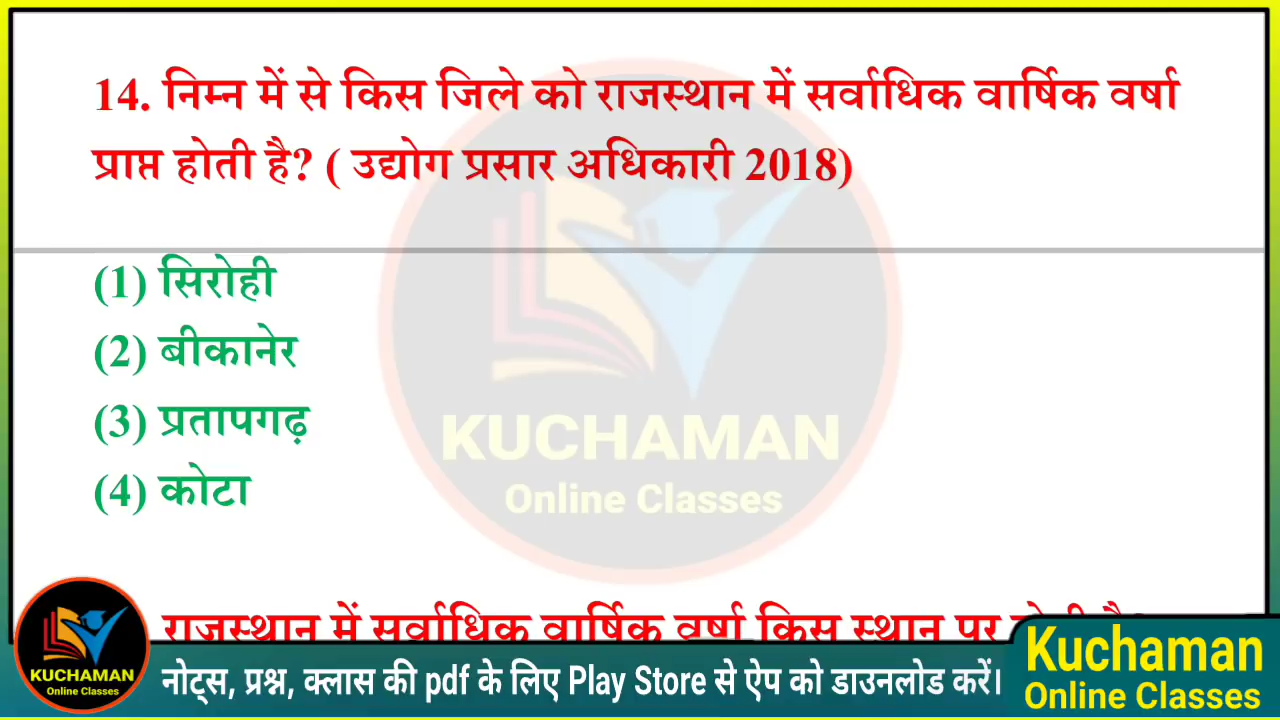 14. निम्न में से किस जिले को राजस्थान में सर्वाधिक वार्षिक वर्षा
प्राप्त होती है? ( उद्योग प्रसार अधिकारी 2018)
(1) सिरोही
(2) बीकानेर
(3) प्रतापगढ़
(4) कोटा
KUCHAMAN
Online Classes
राजस्थान में सर्वाधिक वार्षिक वर्षा किस स्थान पर
KUCHAMAN
Online Classes
नोट्स, प्रश्न, क्लास की pdf के लिए Play Store से ऐप को डाउनलोड करें।
Kuchaman
Online Classes